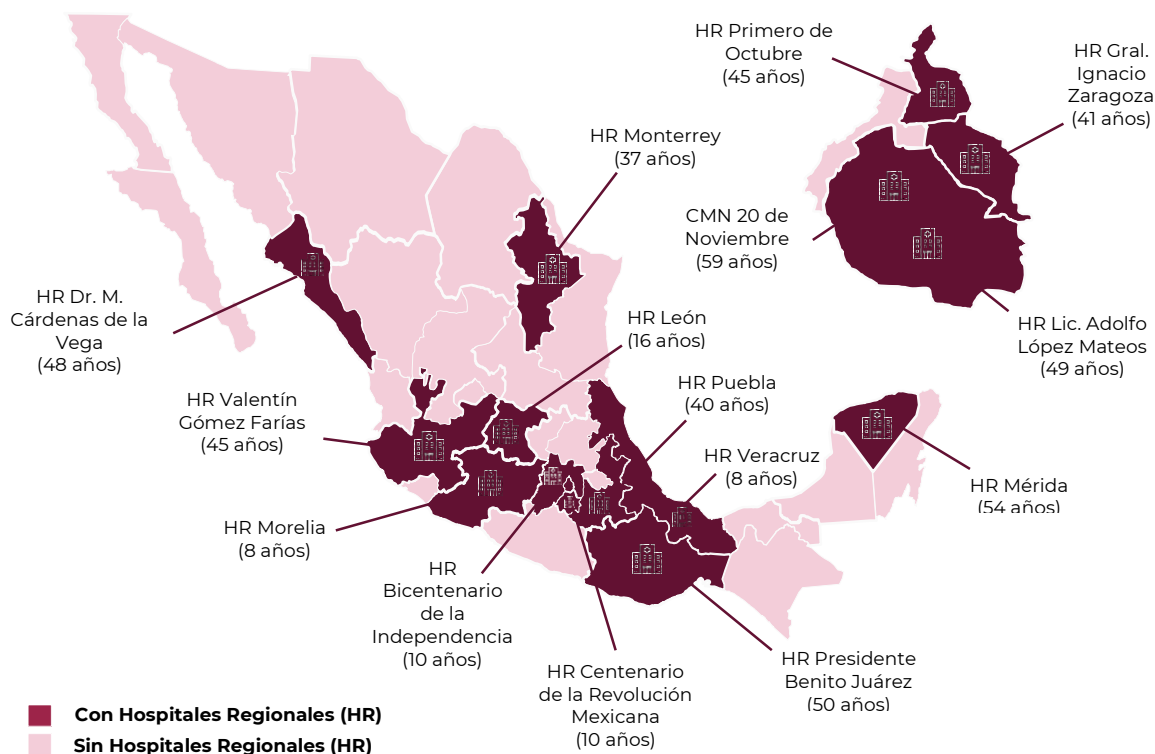 HR Primero de
Octubre
(45 años)
HR Gral.
Ignacio
Zaragoza
(41 años)
HR Monterrey
(37 años)
CMN 20 de
Noviembre
(59 años)
HR Dr. M.
Cárdenas de la
Vega
(48 años)
HR León
(16 años)
HR Lic. Adolfo
López Mateos
(49 años)
HR Valentín
Gómez Farías
(45 años)
HR Puebla
(40 años)
HR Veracruz
(8 años)
HR Mérida
(54 años)
HR Morelia
(8 años)
HR
Bicentenario
de la
Independencia
(10 años)
HR Centenario
de la Revolución
Mexicana
(10 años)
HR Presidente
Benito Juárez
(50 años)
Con Hospitales Regionales (HR)
Sin Hospitales Regionales (HR)